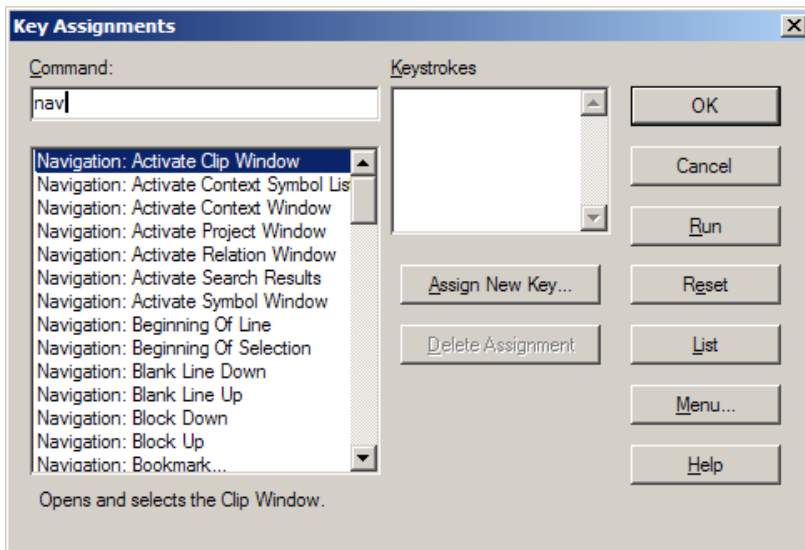 Key Assignments
Command:
Keystrokes
nav
OK
Navigation: Activate Clip Window
Navigation: Activate Context Symbol Lis
Navigation: Activate Context Window
Navigation: Activate Project Window
Navigation: Activate Relation Window
Navigation: Activate Search Results
Navigation: Activate Symbol Window
Navigation: Beginning Of Line
Navigation: Beginning Of Selection
Navigation: Blank Line Down
Navigation: Blank Line Up
Navigation: Block Down
Navigation: Block Up
Navigation: Bookmark...
Cancel
Run
Assign New Key...
Reset
Delete Assignment
List
Menu...
Help
Opens and selects the Clip Window.